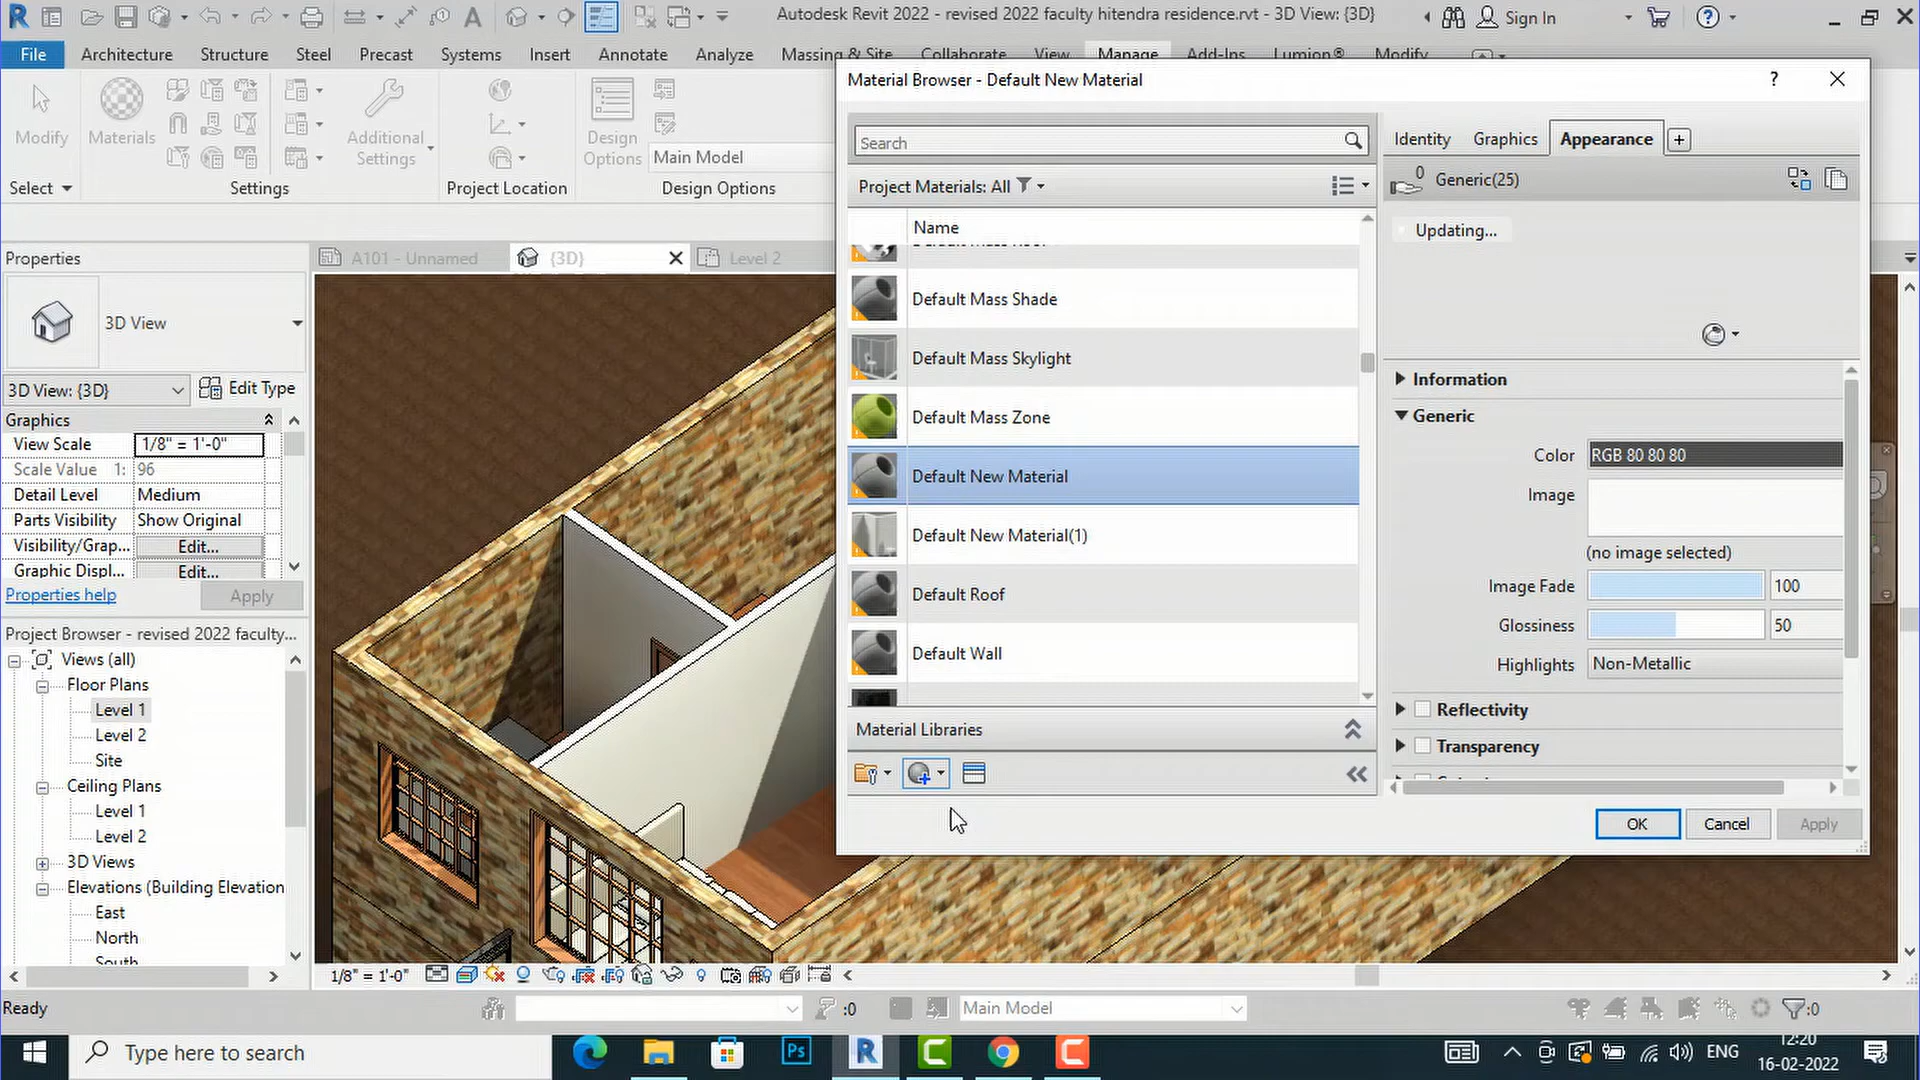 Autodesk Revit 2022 - revised 2022 faculty hitendra residence.rvt - 3D View: {3D}
Sign In
File
Architecture
Structure
Steel
Precast
Systems
Insert
Annotate
Analyze
Massing & Site
Collaborate
View
Manage
Add-Ins
Lumion®
Modify
Modify
Materials
Additional
Settings
Design
Options
Main Model
Select
Settings
Project Location
Design Options
Properties
A101 - Unnamed
{3D}
Level 2
3D View
3D View: {3D}
Edit Type
Graphics
View Scale
1/8" = 1'-0"
Scale Value 1:
96
Detail Level
Medium
Parts Visibility
Show Original
Visibility/Grap...
Edit...
Graphic Displ...
Edit...
Properties help
Apply
Project Browser - revised 2022 faculty...
Views (all)
Floor Plans
Level 1
Level 2
Site
Ceiling Plans
Level 1
Level 2
3D Views
Elevations (Building Elevation
East
North
South
Material Browser - Default New Material
?
Search
Project Materials: All
Name
Default Mass Roof
Default Mass Shade
Default Mass Skylight
Default Mass Zone
Default New Material
Default New Material(1)
Default Roof
Default Wall
Material Libraries
Identity
Graphics
Appearance
0
Generic(25)
Updating...
Information
Generic
Color
RGB 80 80 80
Image
(no image selected)
Image Fade
100
Glossiness
50
Highlights
Non-Metallic
Reflectivity
Transparency
OK
Cancel
Apply
1/8" = 1'-0"
Ready
:0
Main Model
:0
Type here to search
Ps
R
ENG
12:20
16-02-2022